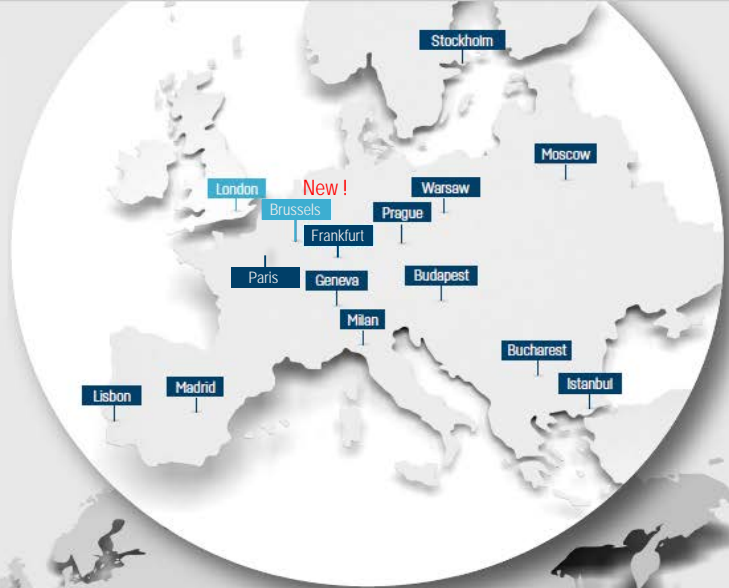 Stockholm
Moscow
London
New !
Warsaw
Brussels
Prague
Frankfurt
Paris
Geneva
Budapest
Milan
Bucharest
Istanbul
Lisbon
Madrid